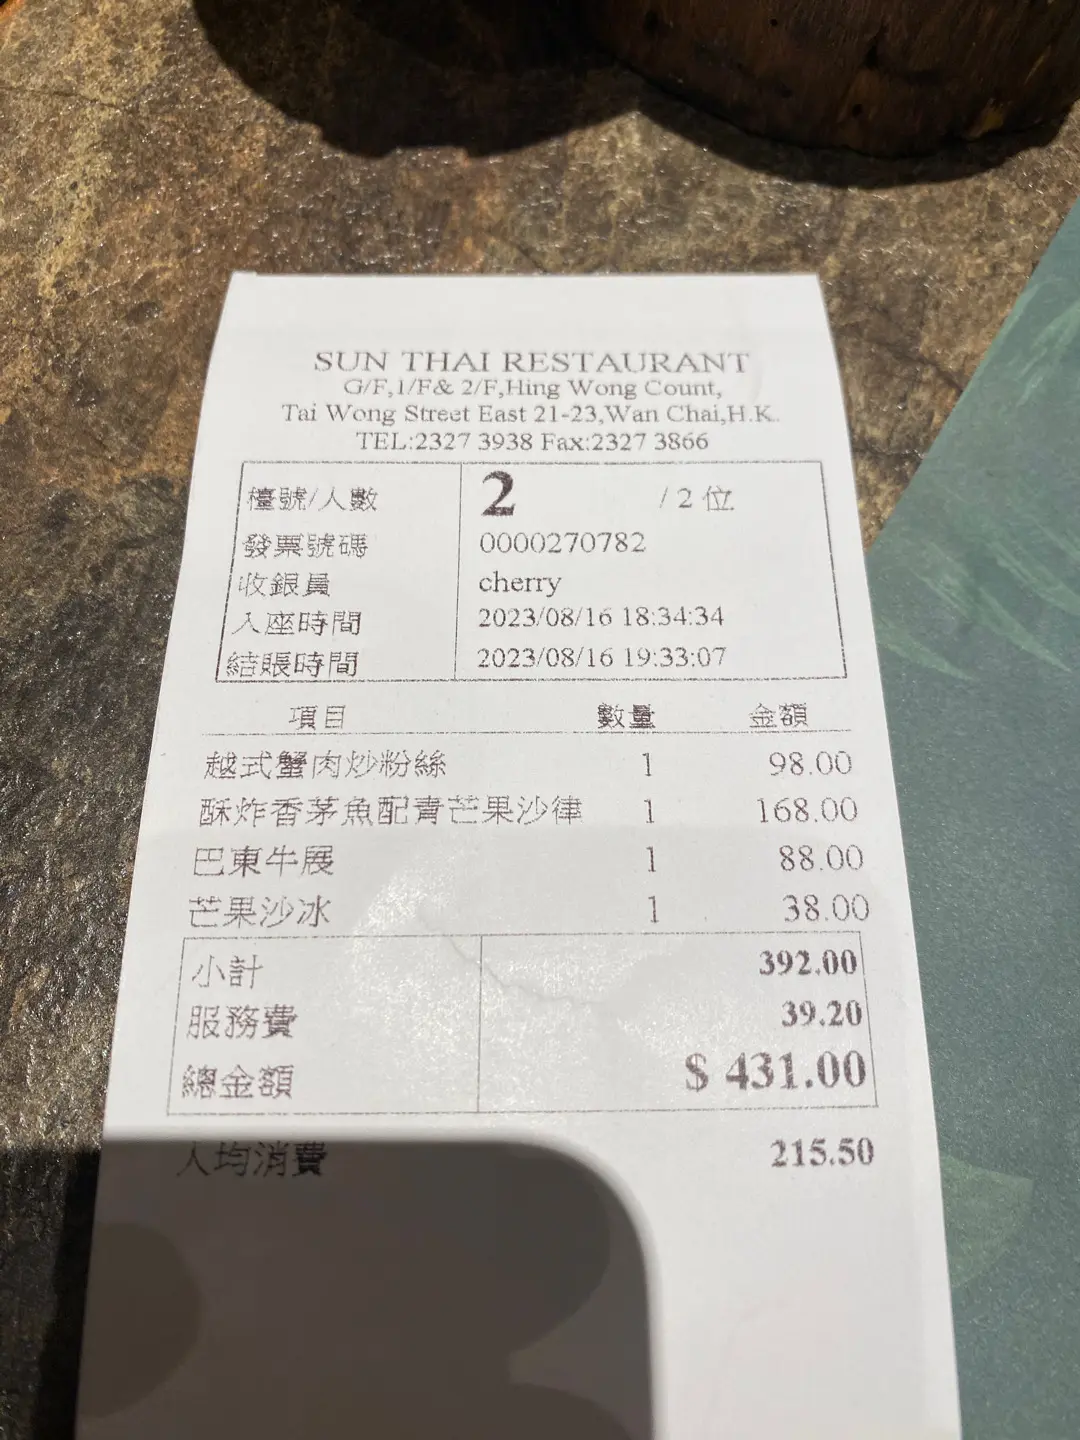 SUN THAI RESTAURANT
G/F,1/F& 2/F,Hing Wong Count,
Tai Wong Street East 21-23,Wan Chai,H.K.
TEL:2327 3938 Fax:2327 3866
檯號/人數 2 / 2 位
發票號碼 0000270782
收銀員 cherry
入座時間 2023/08/16 18:34:34
結賬時間 2023/08/16 19:33:07
項目 數量 金額
越式蟹肉炒粉絲 1 98.00
酥炸香茅魚配青芒果沙律 1 168.00
巴東牛展 1 88.00
芒果沙冰 1 38.00
小計 392.00
服務費 39.20
總金額 $ 431.00
人均消費 215.50